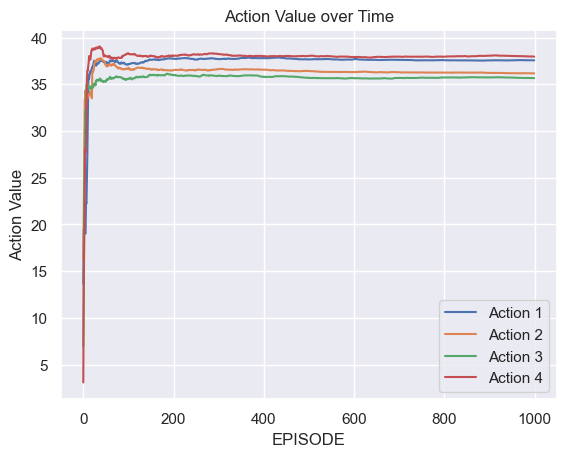 Action Value over Time
Action Value
40
35
30
25
20
15
10
5
0
200
400
600
800
1000
EPISODE
Action 1
Action 2
Action 3
Action 4